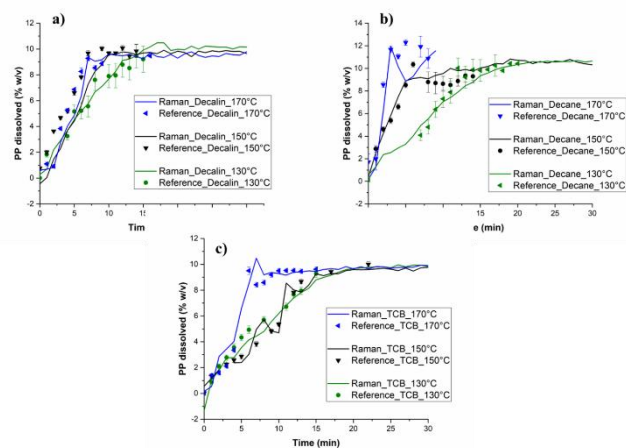 a)
PP dissolved (% w/v)
12
10
8
6
4
2
0
-2
0 5 10 15
Tim
Raman_Decalin_170°C
Reference_Decalin_170°C
Raman_Decalin_150°C
Reference_Decalin_150°C
Raman_Decalin_130°C
Reference_Decalin_130°C
b)
PP dissolved (% w/v)
14
12
10
8
6
4
2
0
-2
5 10 15 20 25 30
e (min)
Raman_Decane_170°C
Reference_Decane_170°C
Raman_Decane_150°C
Reference_Decane_150°C
Raman_Decane_130°C
Reference_Decane_130°C
c)
PP dissolved (% w/v)
12
10
8
6
4
2
0
-2
0 5 10 15 20 25 30
Time (min)
Raman_TCB_170°C
Reference_TCB_170°C
Raman_TCB_150°C
Reference_TCB_150°C
Raman_TCB_130°C
Reference_TCB_130°C